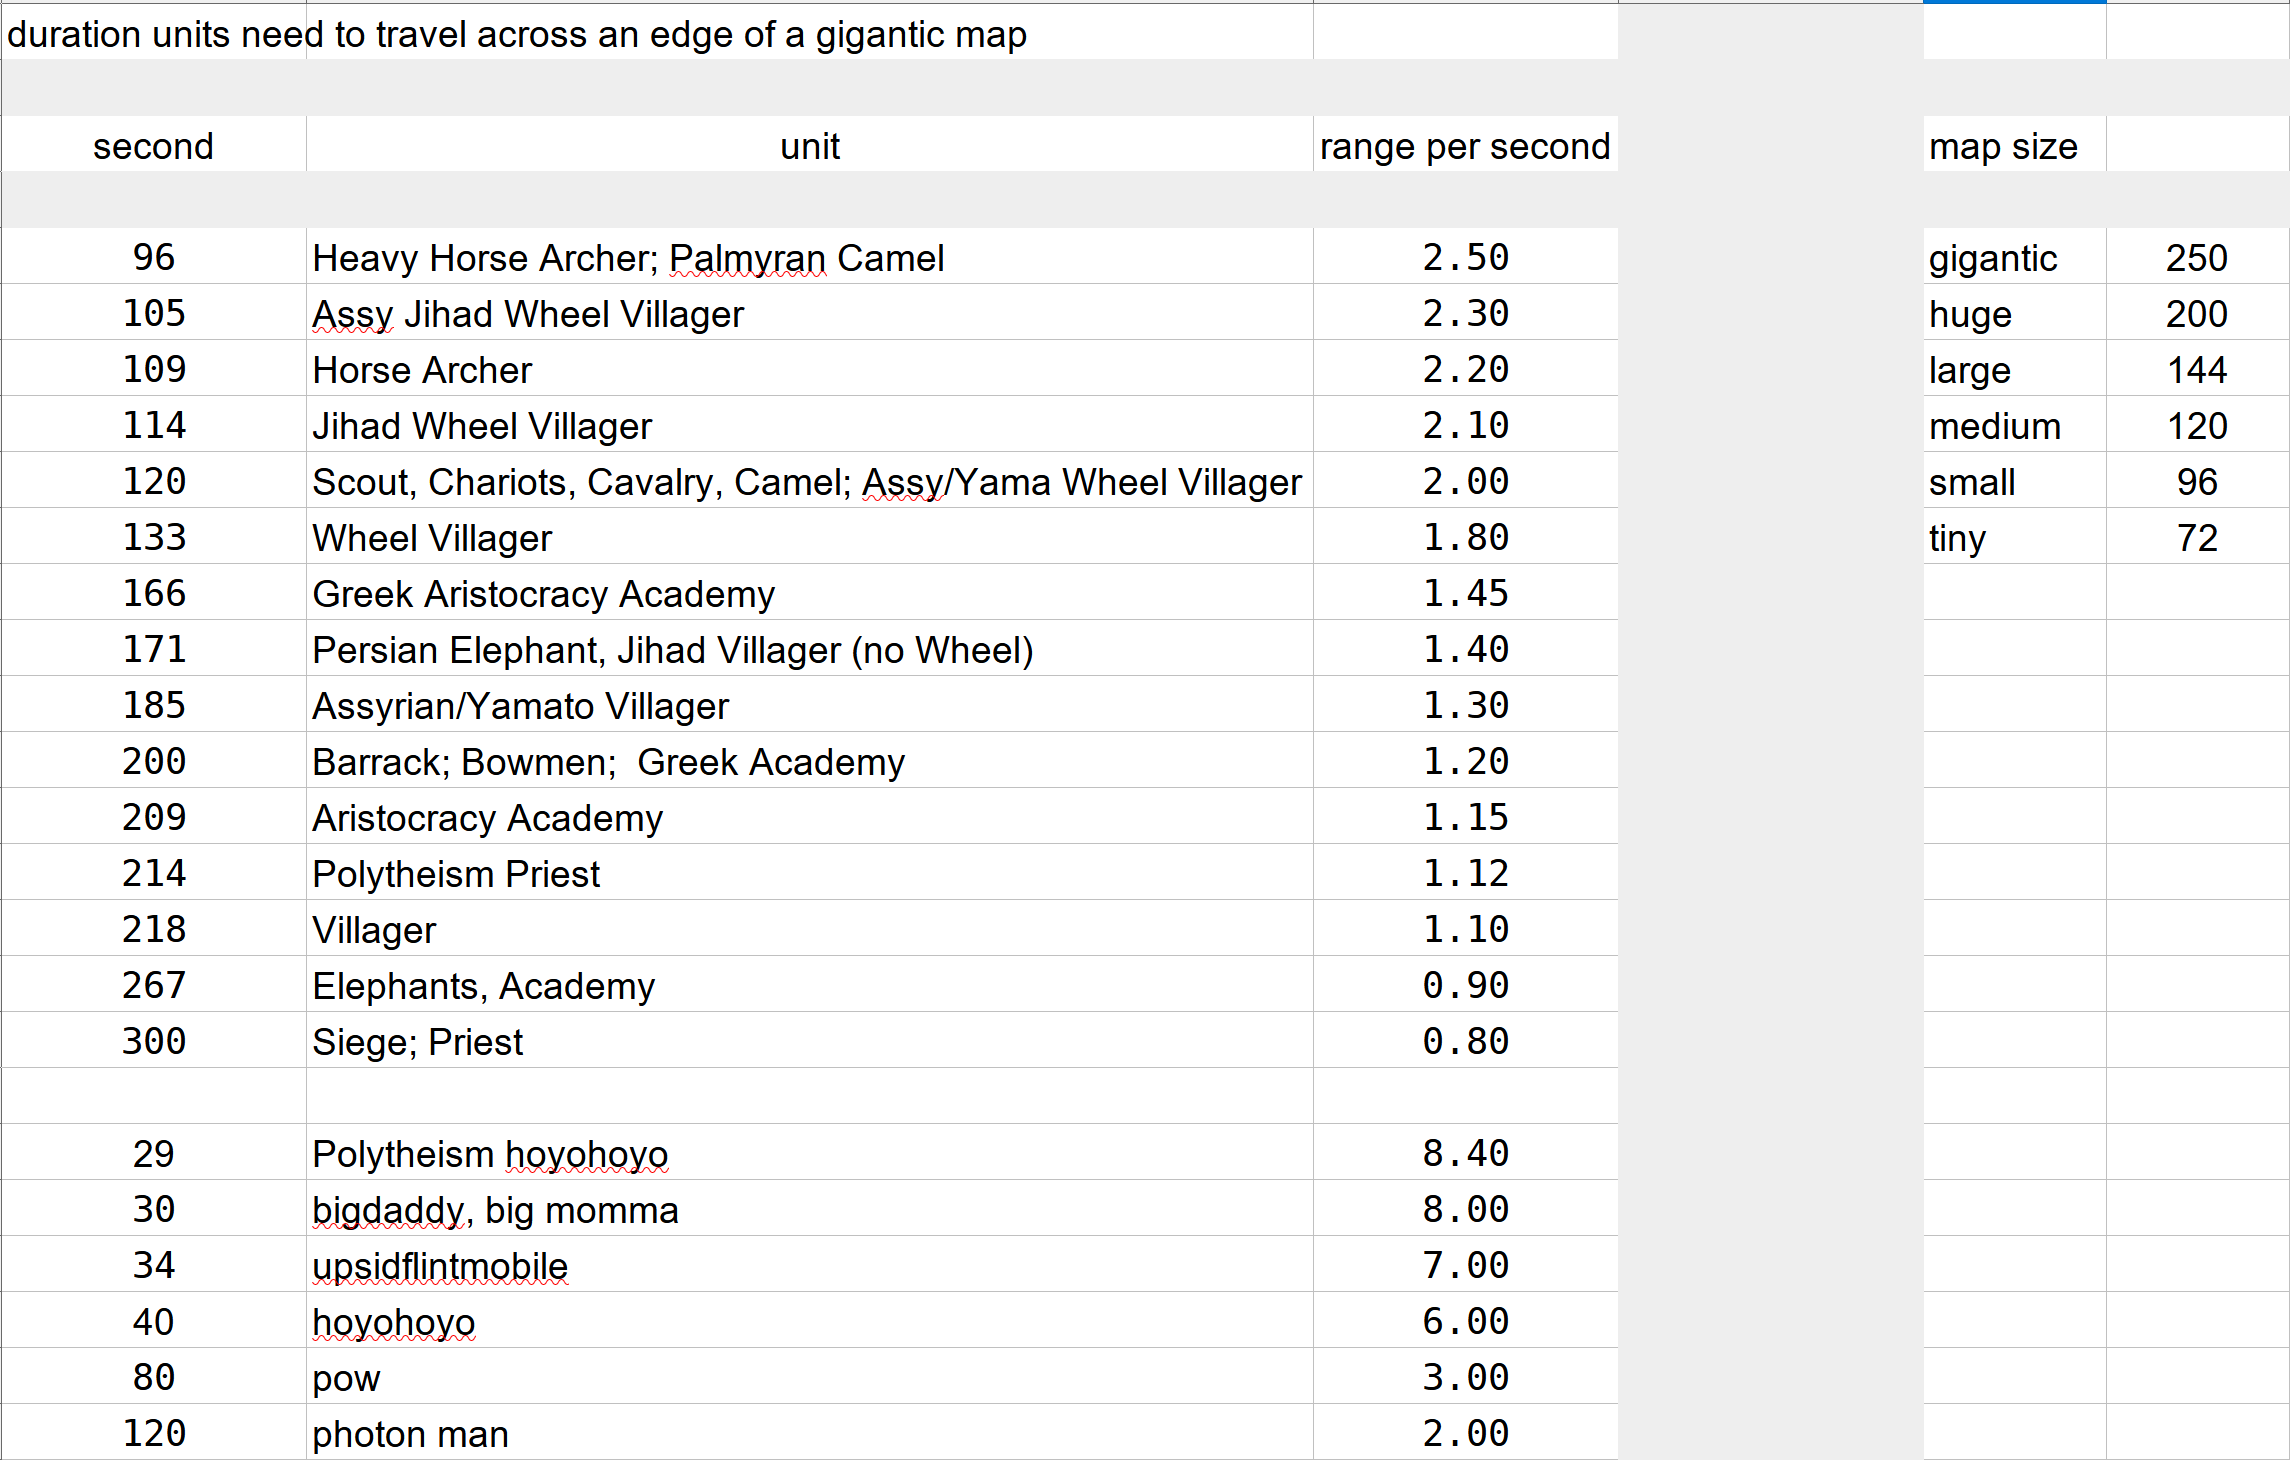 duration units need to travel across an edge of a gigantic map
second unit range per second map size
96 Heavy Horse Archer; Palmyran Camel 2.50 gigantic 250
105 Assy Jihad Wheel Villager 2.30 huge 200
109 Horse Archer 2.20 large 144
114 Jihad Wheel Villager 2.10 medium 120
120 Scout, Chariots, Cavalry, Camel; Assy/Yama Wheel Villager 2.00 small 96
133 Wheel Villager 1.80 tiny 72
166 Greek Aristocracy Academy 1.45
171 Persian Elephant, Jihad Villager (no Wheel) 1.40
185 Assyrian/Yamato Villager 1.30
200 Barrack; Bowmen;  Greek Academy 1.20
209 Aristocracy Academy 1.15
214 Polytheism Priest 1.12
218 Villager 1.10
267 Elephants, Academy 0.90
300 Siege; Priest 0.80
29 Polytheism hoyohoyo 8.40
30 bigdaddy, big momma 8.00
34 upsidflintmobile 7.00
40 hoyohoyo 6.00
80 pow 3.00
120 photon man 2.00